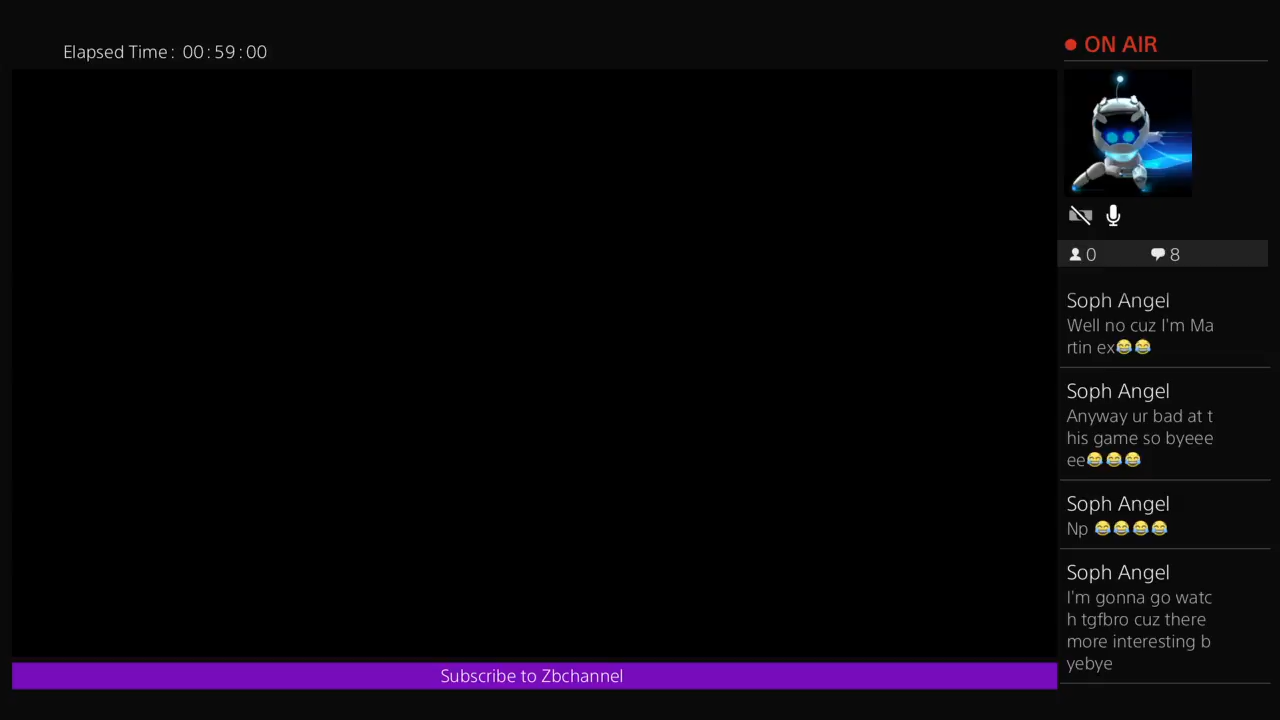 Elapsed Time: 00:59:00
ON AIR
0 8
Soph Angel
Well no cuz I'm Ma
rtin ex😂😂
Soph Angel
Anyway ur bad at t
his game so byeee
ee😂😂😂
Soph Angel
Np 😂😂😂😂
Soph Angel
I'm gonna go watc
h tgfbro cuz there
more interesting b
yebye
Subscribe to Zbchannel